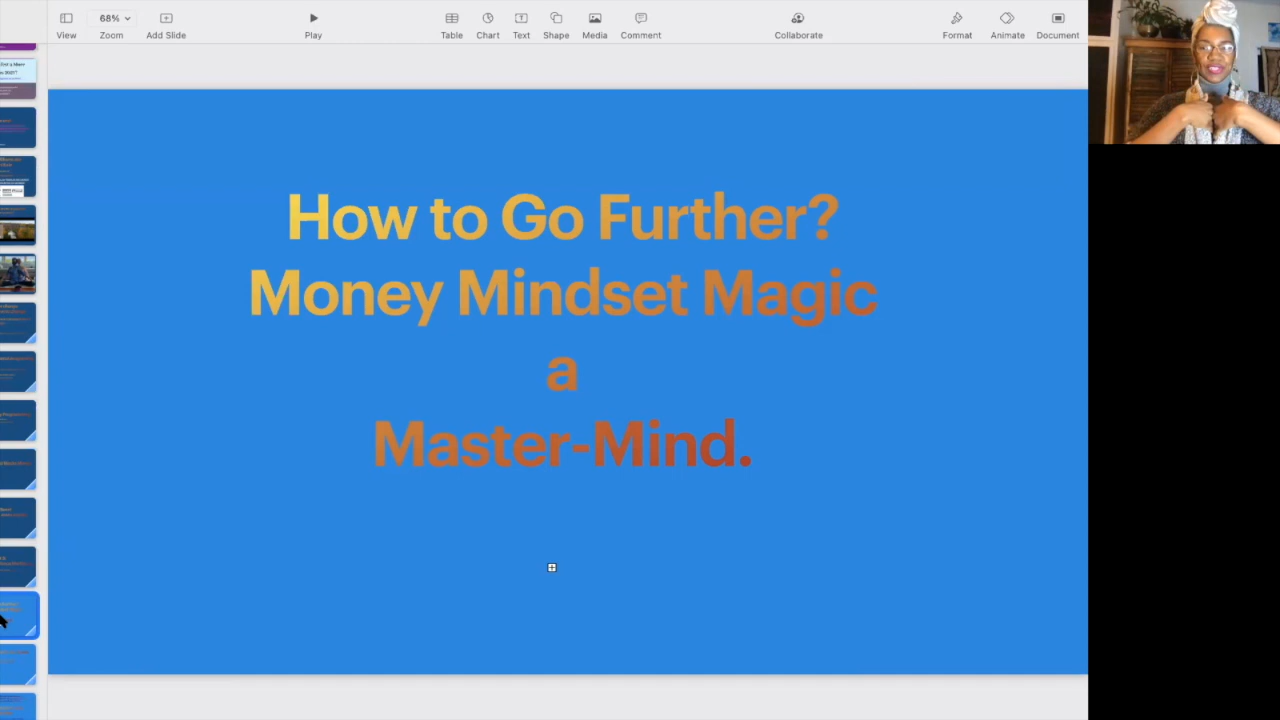 View
68%
Zoom
Add Slide
Play
Table
Chart
Text
Shape
Media
Comment
Collaborate
Format
Animate
Document
How to Go Further?
Money Mindset Magic
a
Master-Mind.